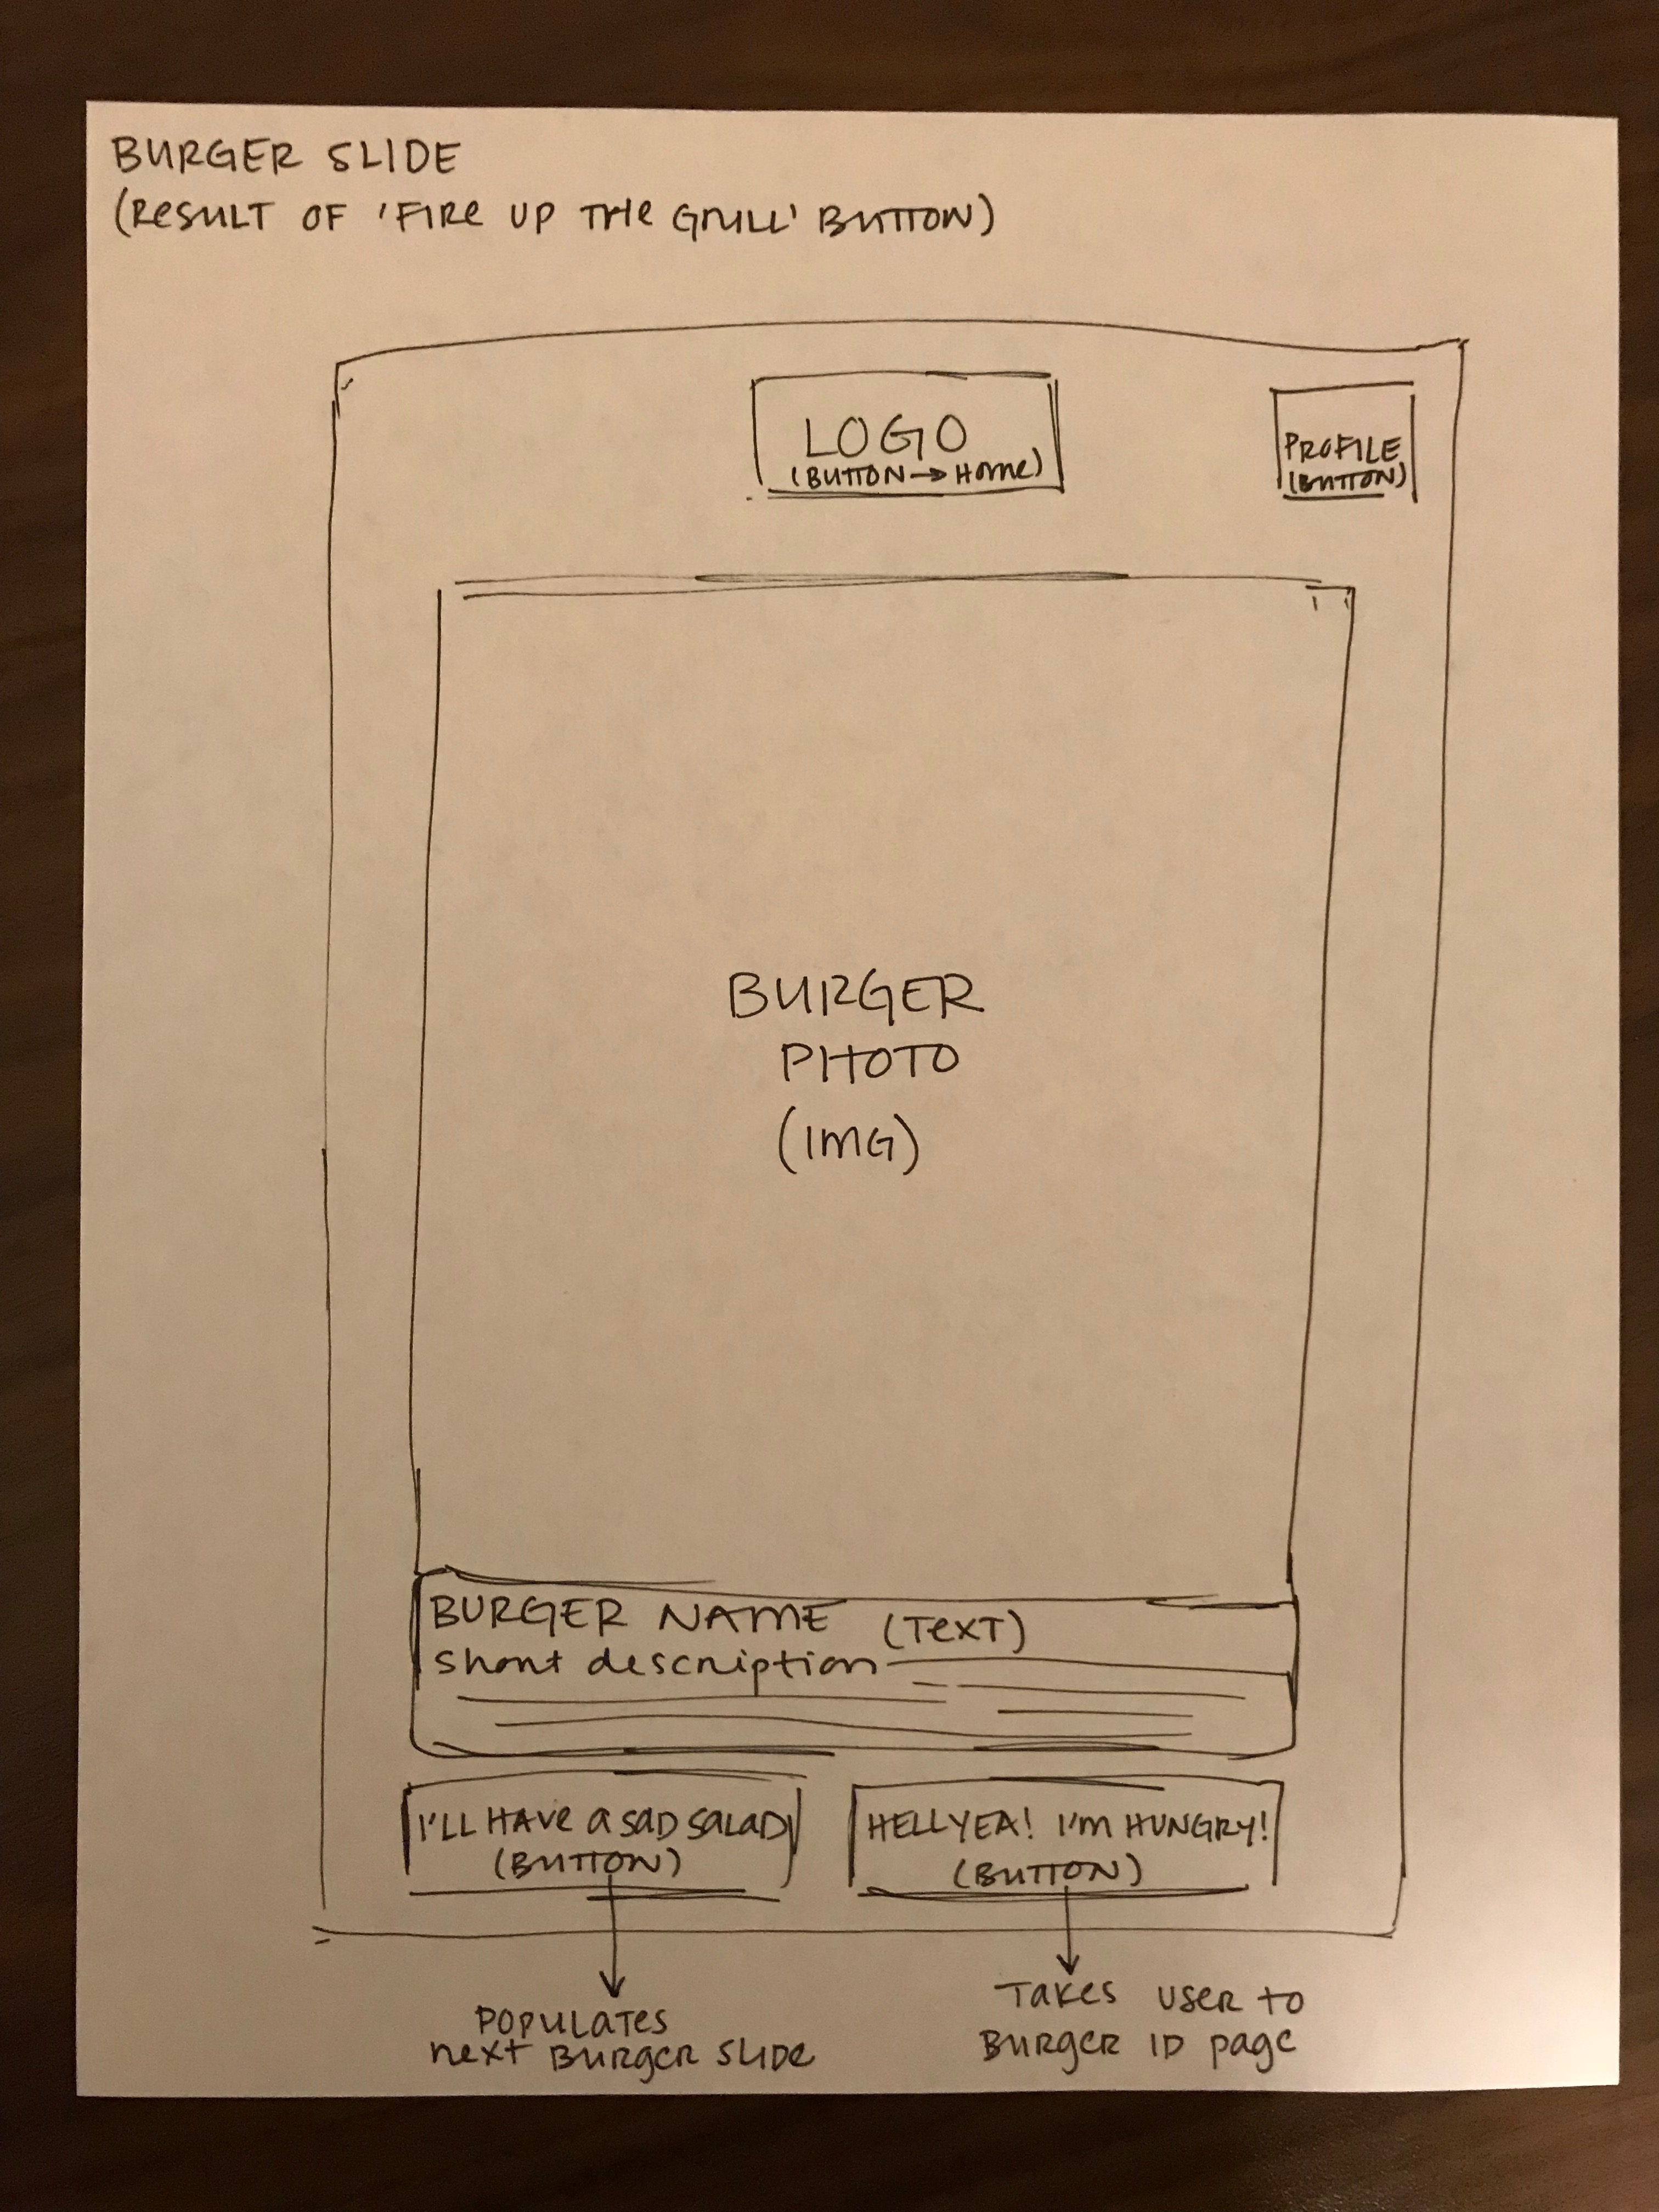 BURGER SLIDE
(RESULT OF 'FIRE UP THE GRILL' BUTTON)
LOGO
(BUTTON → HOME)
PROFILE
(BUTTON)
BURGER
PHOTO
(IMG)
BURGER NAME (TEXT)
Short description
I'LL HAVE A SAD SALAD
(BUTTON)
HELL YEA! I'M HUNGRY!
(BUTTON)
POPULATES
next BURGER SLIDE
TAKES USER TO
BURGER ID page